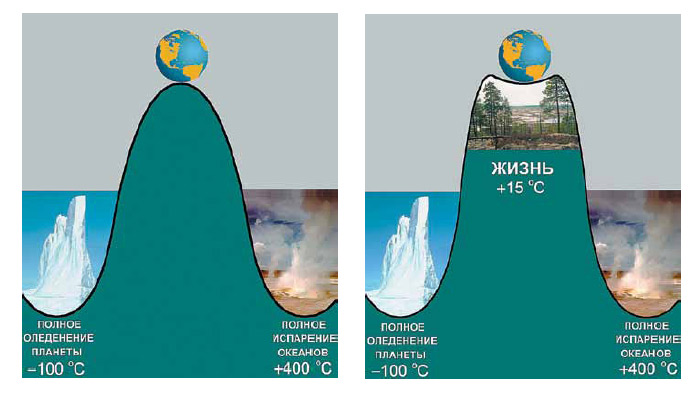 ПОЛНОЕ
ОЛЕДЕНЕНИЕ
ПЛАНЕТЫ
−100 °C
ПОЛНОЕ
ИСПАРЕНИЕ
ОКЕАНОВ
+400 °C
ЖИЗНЬ
+15 °C
ПОЛНОЕ
ОЛЕДЕНЕНИЕ
ПЛАНЕТЫ
−100 °C
ПОЛНОЕ
ИСПАРЕНИЕ
ОКЕАНОВ
+400 °C